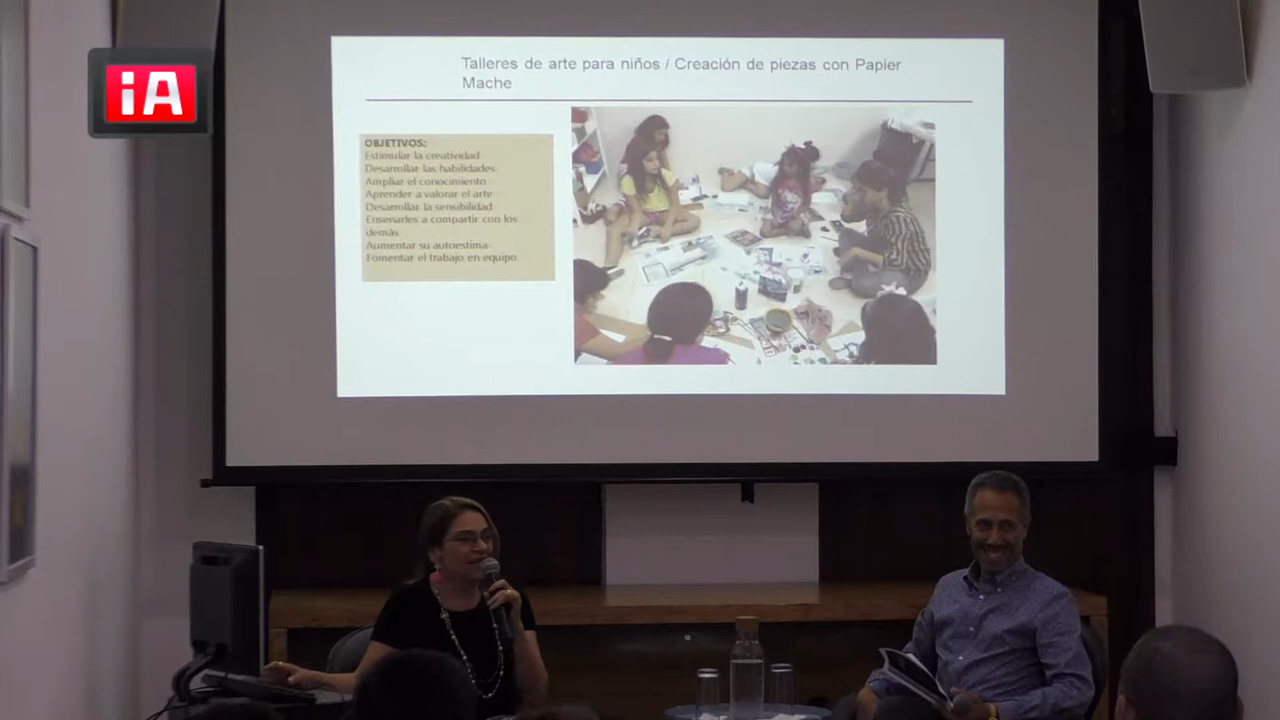 iA
Talleres de arte para niños / Creación de piezas con Papier
Mache
OBJETIVOS:
Estimular la creatividad
Desarrollar las habilidades
Ampliar el conocimiento
Aprender a valorar el arte
Desarrollar la sensibilidad
Ensenarles a compartir con los
demás
Aumentar su autoestima
Fomentar el trabajo en equipo